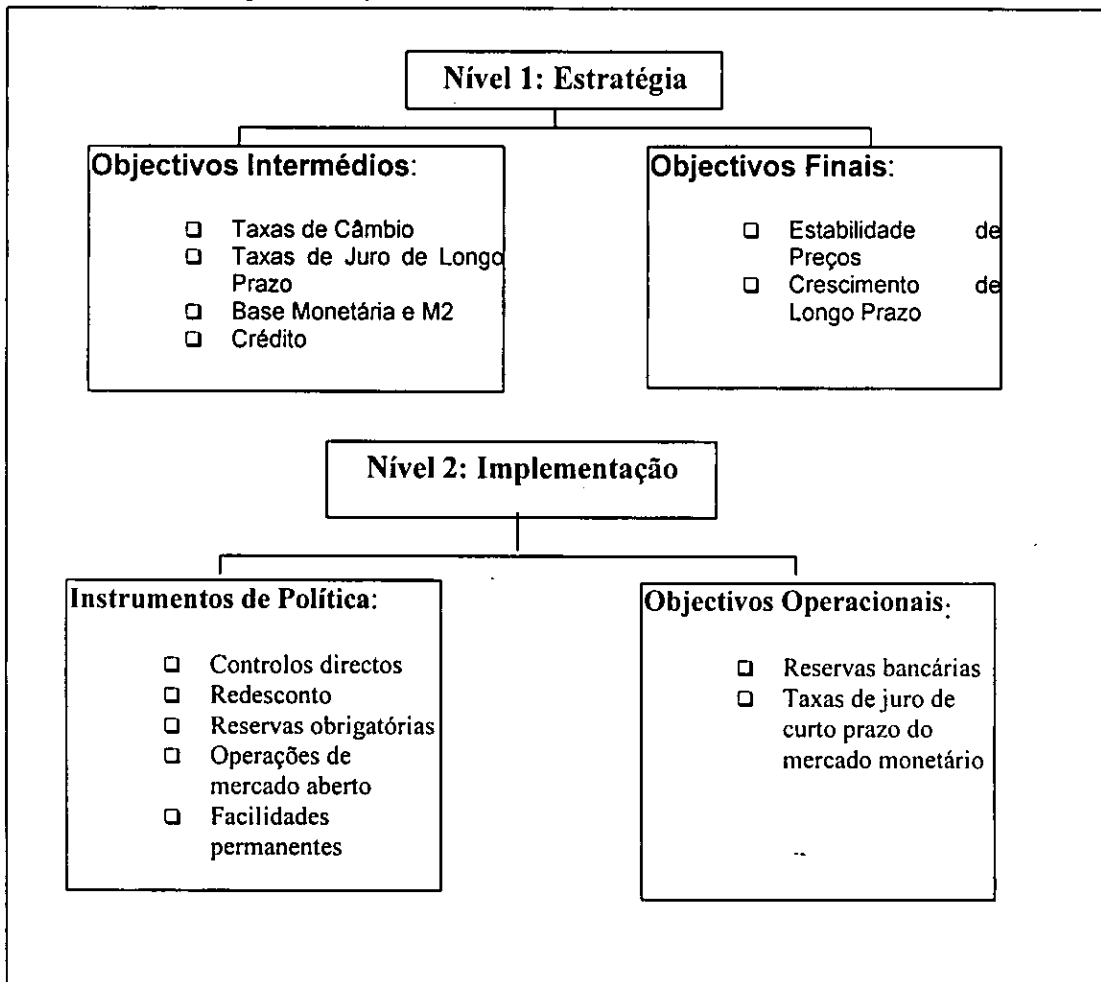 Nível 1: Estratégia
Objectivos Intermédios:
❑ Taxas de Câmbio
❑ Taxas de Juro de Longo
Prazo
❑ Base Monetária e M2
❑ Crédito
Objectivos Finais:
❑ Estabilidade de
Preços
❑ Crescimento de
Longo Prazo
Nível 2: Implementação
Instrumentos de Política:
❑ Controlos directos
❑ Redesconto
❑ Reservas obrigatórias
❑ Operações de
mercado aberto
❑ Facilidades
permanentes
Objectivos Operacionais:
❑ Reservas bancárias
❑ Taxas de juro de
curto prazo do
mercado monetário